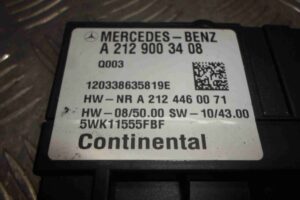 MERCEDES-BENZ
A 212 900 34 08
Q003
120338635819E
HW-NR A 212 446 00 71
HW-08/50.00 SW-10/43.00
5WK11555FBF
Continental